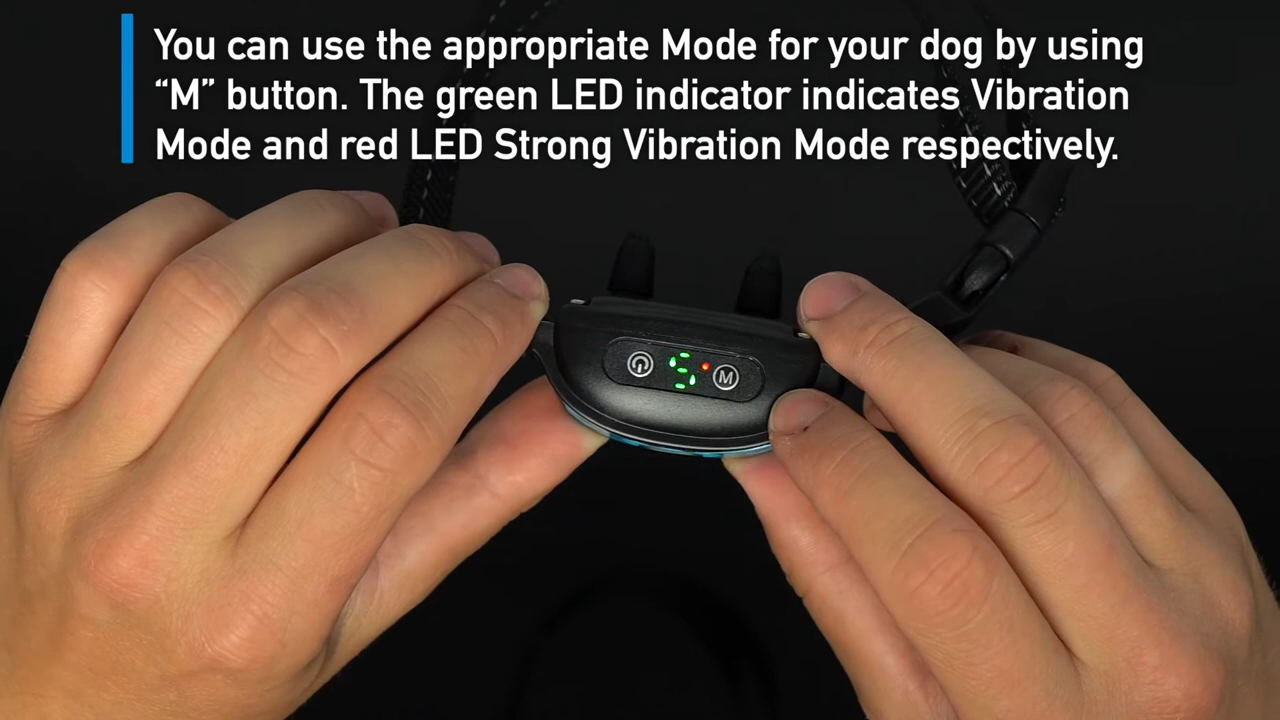 You can use the appropriate Mode for your dog by using
“M” button. The green LED indicator indicates Vibration
Mode and red LED Strong Vibration Mode respectively.
5 M